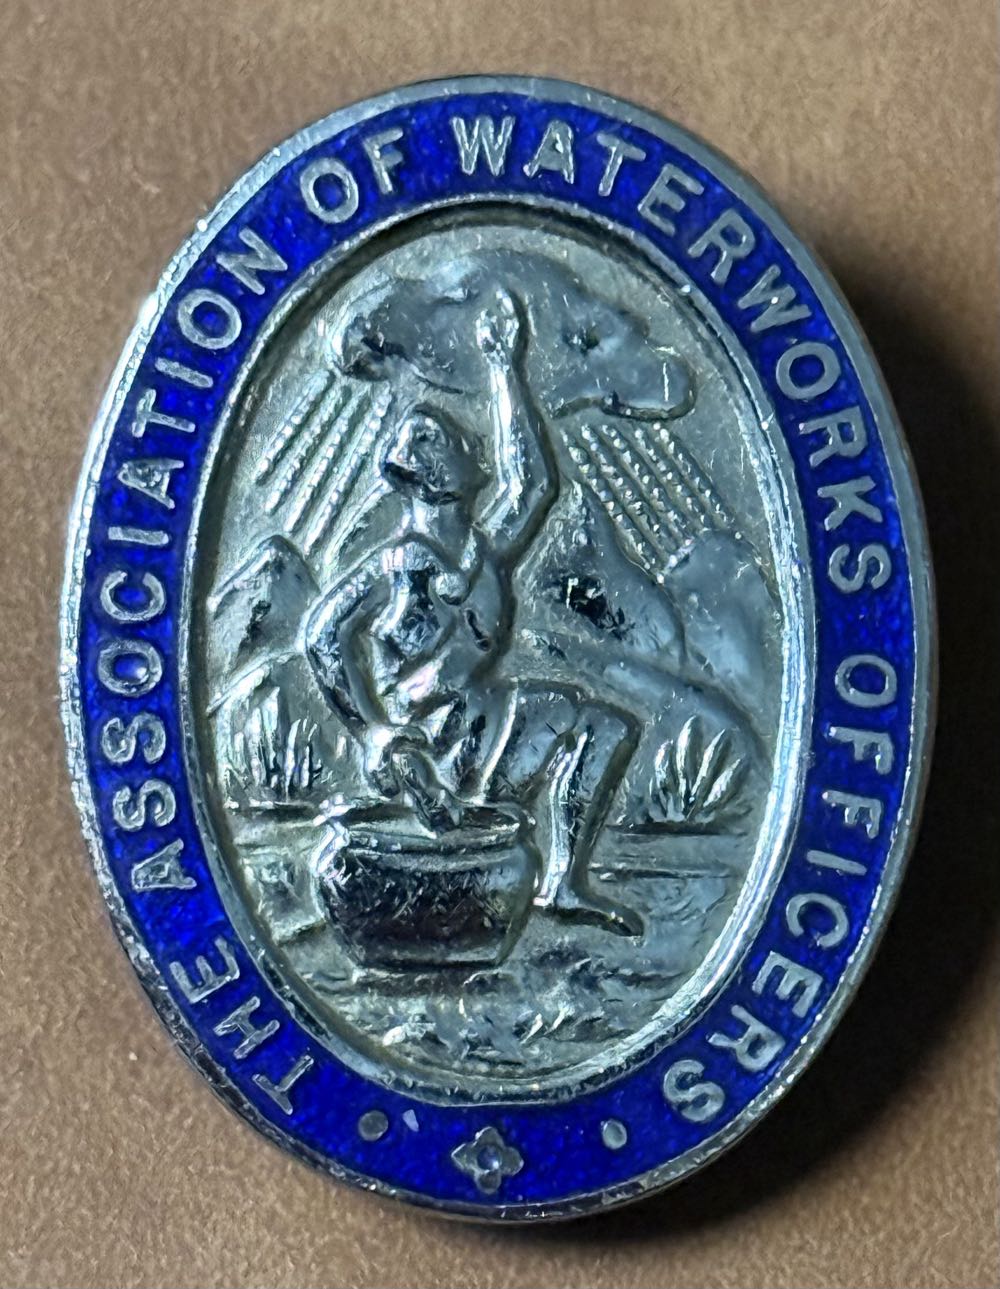 · THE ASSOCIATION OF WATERWORKS OFFICERS ·